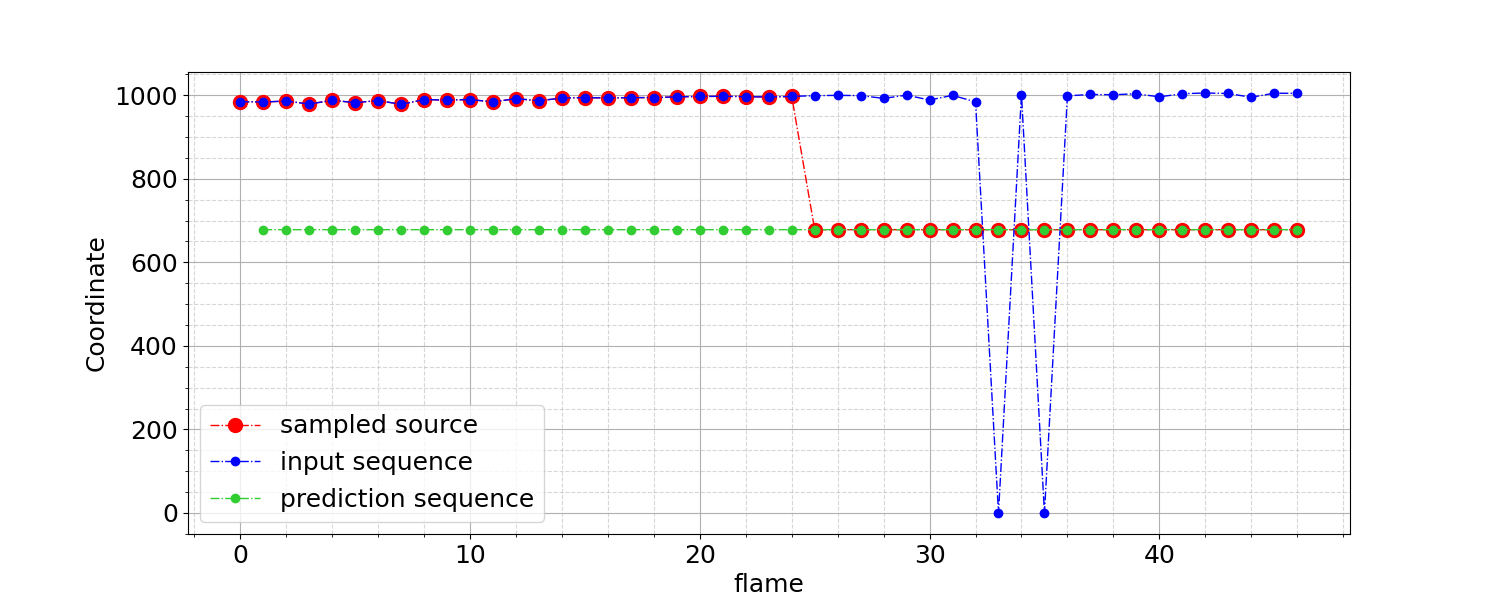 1000
800
600
400
200
0
Coordinate
sampled source
input sequence
prediction sequence
0 10 20 30 40
flame